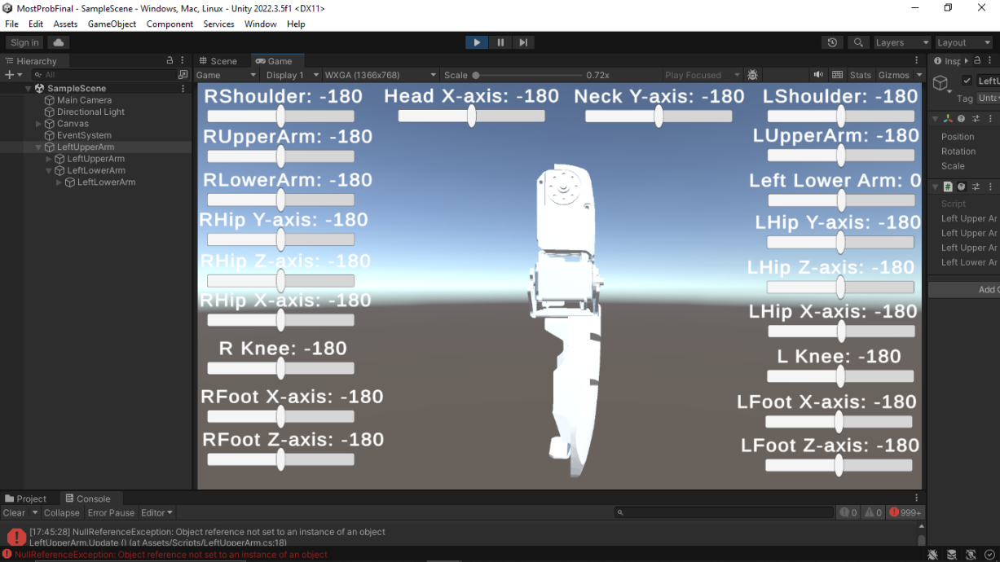 MostProbFinal - SampleScene - Windows, Mac, Linux - Unity 2022.3.5f1 <DX11>
File Edit Assets GameObject Component Services Window Help
Sign in Layers Layout
Hierarchy Scene Game
All Game Display 1 WXGA (1366x768) Scale 0.72x Play Focused Stats Gizmos
SampleScene
Main Camera
Directional Light
Canvas
EventSystem
LeftUpperArm
LeftUpperArm
LeftLowerArm
LeftLowerArm
RShoulder: -180 Head X-axis: -180 Neck Y-axis: -180 LShoulder: -180
RUpperArm: -180 LUpperArm: -180
RLowerArm: -180 Left Lower Arm: 0
RHip Y-axis: -180 LHip Y-axis: -180
RHip Z-axis: -180 LHip Z-axis: -180
RHip X-axis: -180 LHip X-axis: -180
R Knee: -180 L Knee: -180
RFoot X-axis: -180 LFoot X-axis: -180
RFoot Z-axis: -180 LFoot Z-axis: -180
Insp
LeftU
Tag Unta
Position
Rotation
Scale
Script
Left Upper Ar
Left Upper Ar
Left Upper Ar
Left Lower Ar
Add
Project Console
Clear Collapse Error Pause Editor 0 0 999+
[17:45:28] NullReferenceException: Object reference not set to an instance of an object
LeftUpperArm.Update () (at Assets/Scripts/LeftUpperArm.cs:18)
NullReferenceException: Object reference not set to an instance of an object